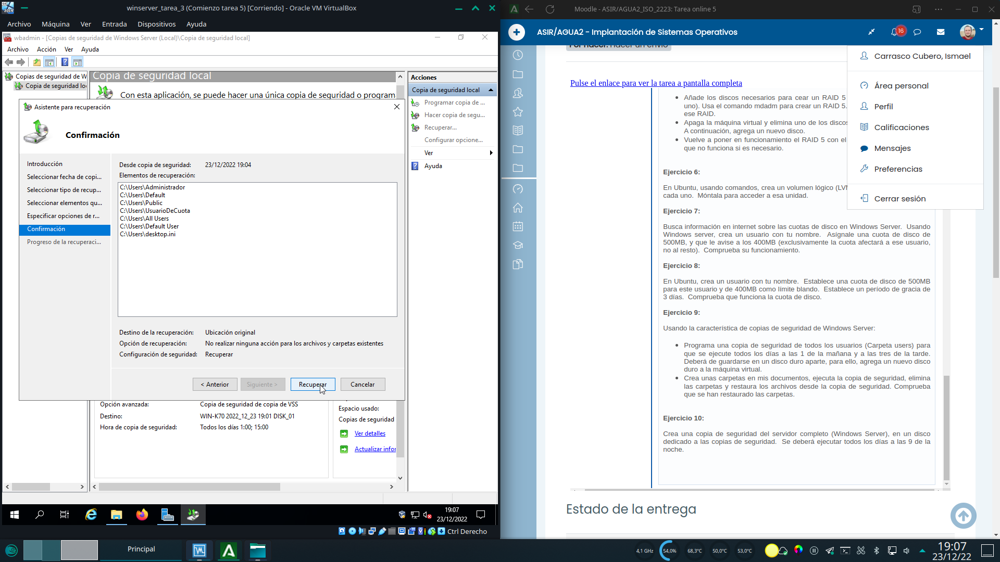 winserver_tarea_3 (Comienzo tarea 5) [Corriendo] - Oracle VM VirtualBox
Archivo Máquina Ver Entrada Dispositivos Ayuda
wbadmin - [Copias de seguridad de Windows Server (Local)\Copia de seguridad local]
Archivo Acción Ver Ayuda
Copias de seguridad de W
Copia de seguridad lo
Copia de seguridad local
Con esta aplicación, se puede hacer una única copia de seguridad o program
Asistente para recuperación
Confirmación
Introducción
Seleccionar fecha de copi...
Seleccionar tipo de recup...
Seleccionar elementos qu...
Especificar opciones de r...
Confirmación
Progreso de la recuperaci...
Desde copia de seguridad: 23/12/2022 19:04
Elementos de recuperación:
C:\Users\Administrador
C:\Users\Default
C:\Users\Public
C:\Users\UsuarioDeCuota
C:\Users\All Users
C:\Users\Default User
C:\Users\desktop.ini
Destino de la recuperación: Ubicación original
Opción de recuperación: No realizar ninguna acción para los archivos y carpetas existentes
Configuración de seguridad: Recuperar
< Anterior Siguiente > Recuperar Cancelar
Opción avanzada: Copia de seguridad de copia de VSS
Destino: WIN-K70 2022_12_23 19:01 DISK_01
Hora de copia de seguridad: Todos los días 1:00; 15:00
Espacio usado:
Copias de seguridad
Ver detalles
Actualizar infor
Acciones
Copia de seguridad local
Programar copia de ...
Hacer copia de segu...
Recuperar...
Configurar opcione...
Ver
Ayuda
19:07
23/12/2022
Ctrl Derecho
Moodle - ASIR/AGUA2_ISO_2223: Tarea online 5
ASIR/AGUA2 - Implantación de Sistemas Operativos
16
Por hacer: Hacer un envío
Pulse el enlace para ver la tarea a pantalla completa
Añade los discos necesarios para cear un RAID 5
uno). Usa el comando mdadm para crear un RAID 5.
ese RAID.
Apaga la máquina virtual y elimina uno de los discos
A continuación, agrega un nuevo disco.
Vuelve a poner en funcionamiento el RAID 5 con el
que no funciona si es necesario.
Carrasco Cubero, Ismael
Área personal
Perfil
Calificaciones
Mensajes
Preferencias
Cerrar sesión
Ejercicio 6:
En Ubuntu, usando comandos, crea un volumen lógico (LVM
cada uno. Móntala para acceder a esa unidad.
Ejercicio 7:
Busca información en internet sobre las cuotas de disco en Windows Server. Usando
Windows server, crea un usuario con tu nombre. Asígnale una cuota de disco de
500MB, y que le avise a los 400MB (exclusivamente la cuota afectará a ese usuario,
no al resto). Comprueba su funcionamiento.
Ejercicio 8:
En Ubuntu, crea un usuario con tu nombre. Establece una cuota de disco de 500MB
para este usuario y de 400MB como límite blando. Establece un período de gracia de
3 días. Comprueba que funciona la cuota de disco.
Ejercicio 9:
Usando la característica de copias de seguridad de Windows Server:
Programa una copia de seguridad de todos los usuarios (Carpeta users) para
que se ejecute todos los días a las 1 de la mañana y a las tres de la tarde.
Deberá de guardarse en un disco duro aparte, para ello, agrega un nuevo disco
duro a la máquina virtual.
Crea unas carpetas en mis documentos, ejecuta la copia de seguridad, elimina
las carpetas y restaura los archivos desde la copia de seguridad. Comprueba
que se han restaurado las carpetas.
Ejercicio 10:
Crea una copia de seguridad del servidor completo (Windows Server), en un disco
dedicado a las copias de seguridad. Se deberá ejecutar todos los días a las 9 de la
noche.
Estado de la entrega
Principal
4,1 GHz 54,0% 68,3°C 50,0°C 53,0°C
19:07
23/12/22